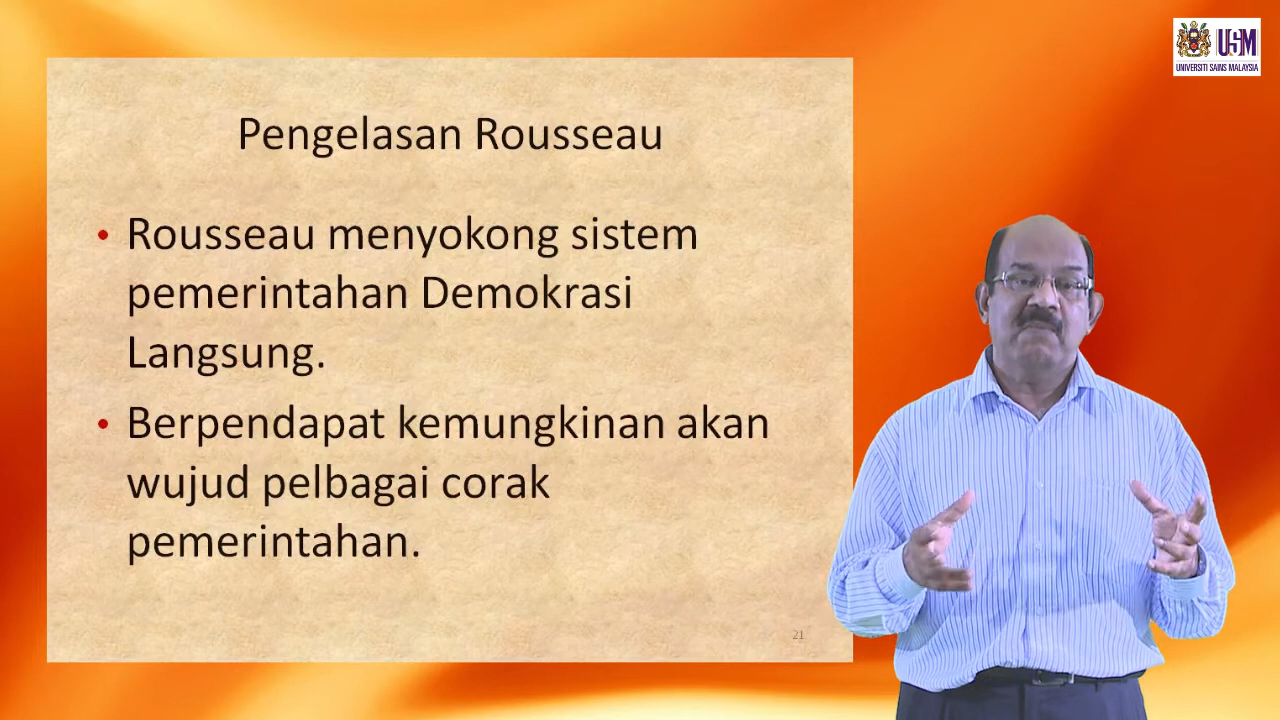 USM
UNIVERSITI SAINS MALAYSIA
Pengelasan Rousseau
• Rousseau menyokong sistem
pemerintahan Demokrasi
Langsung.
• Berpendapat kemungkinan akan
wujud pelbagai corak
pemerintahan.
21